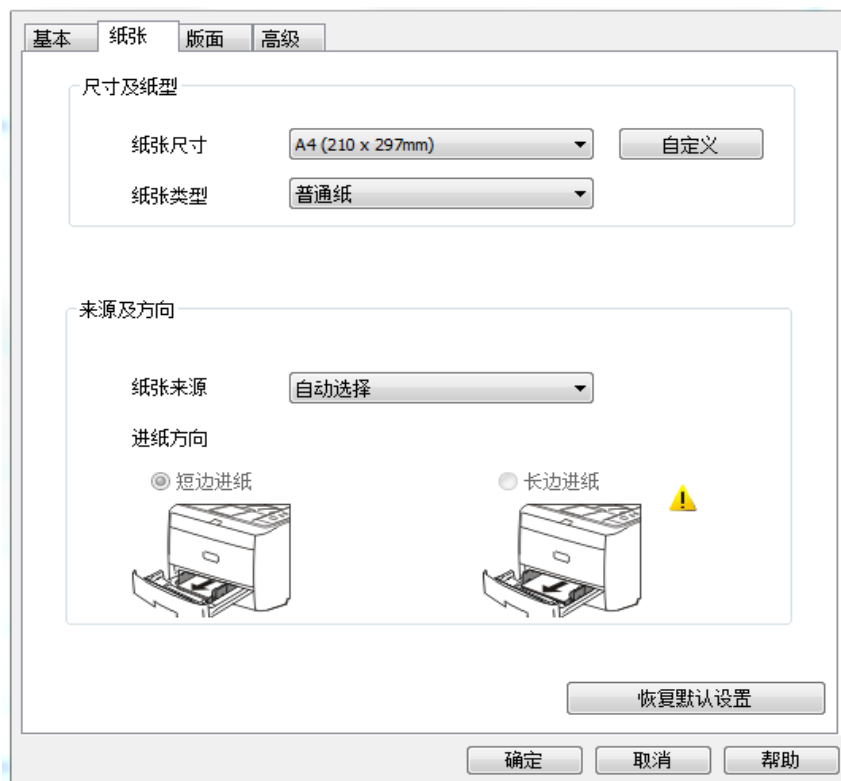 基本 纸张 版面 高级
尺寸及纸型
纸张尺寸 A4 (210 x 297mm) 自定义
纸张类型 普通纸
来源及方向
纸张来源 自动选择
进纸方向
短边进纸 长边进纸
恢复默认设置
确定 取消 帮助